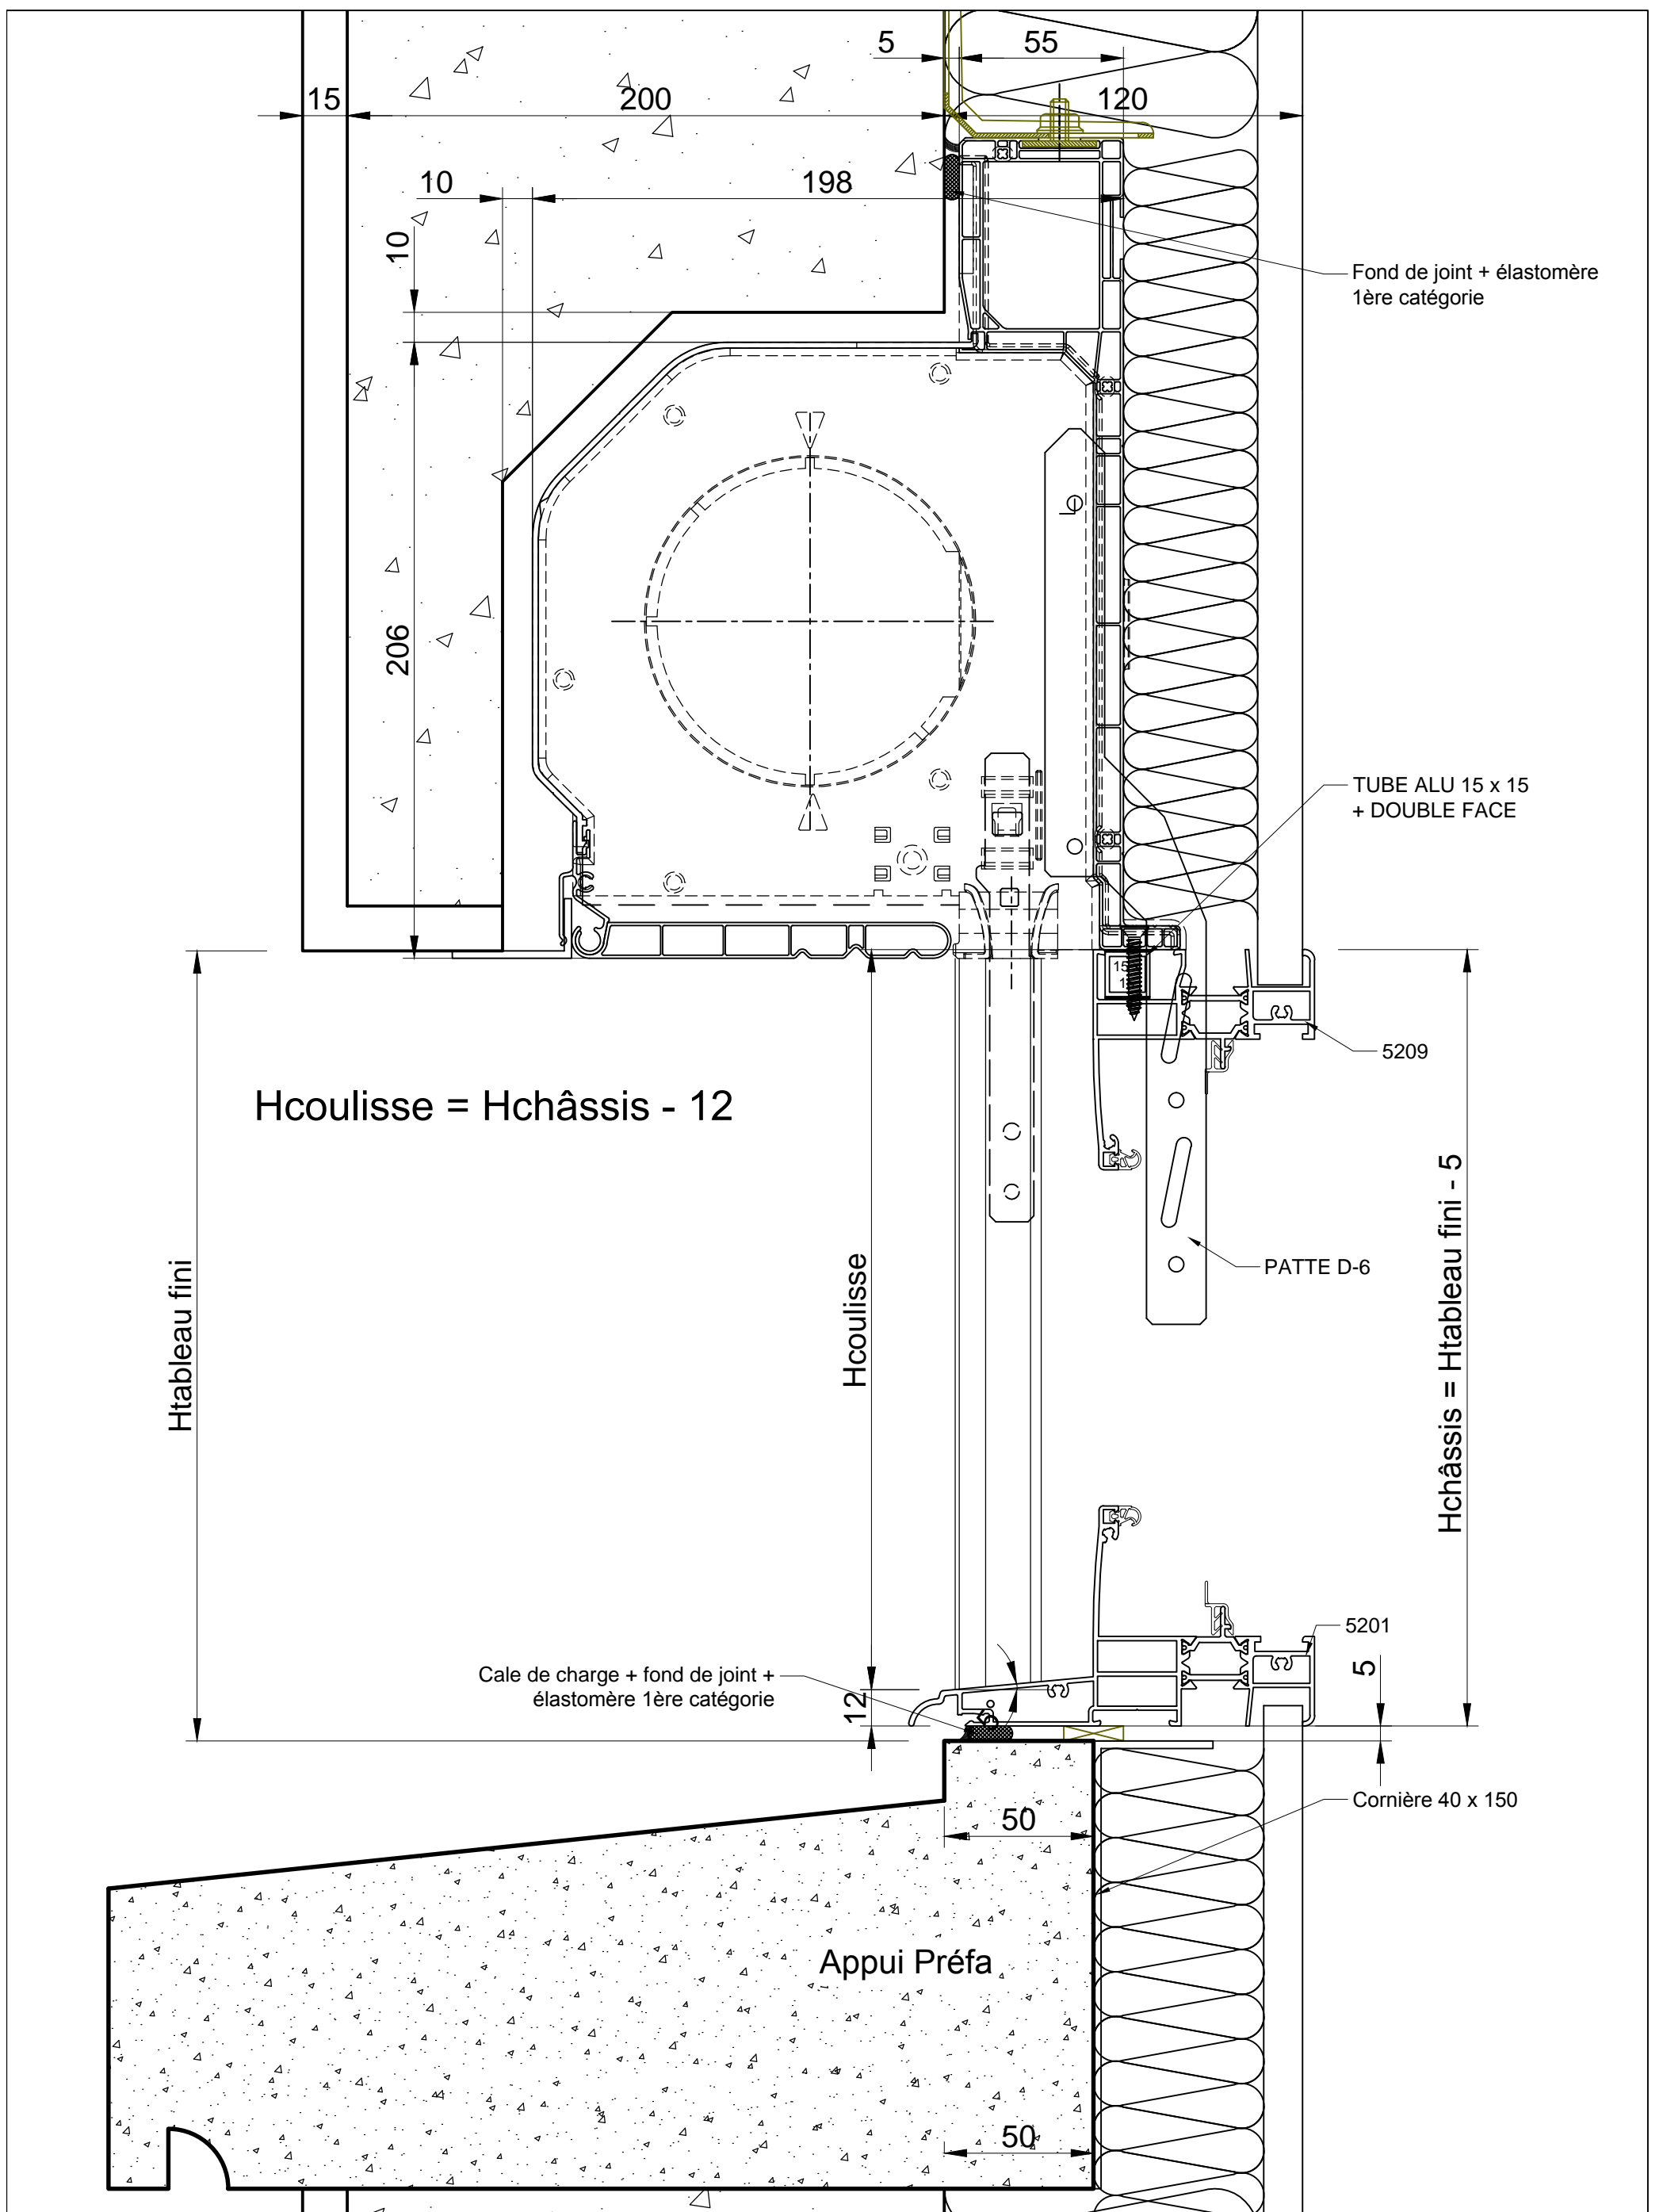 5
55
15
200
120
10
198
10
Fond de joint + élastomère
1ère catégorie
206
TUBE ALU 15 x 15
+ DOUBLE FACE
5209
Hcoulisse = Hchâssis - 12
Htableau fini
Hcoulisse
Hchâssis = Htableau fini - 5
PATTE D-6
5201
5
Cale de charge + fond de joint +
élastomère 1ère catégorie
12
50
Cornière 40 x 150
Appui Préfa
50